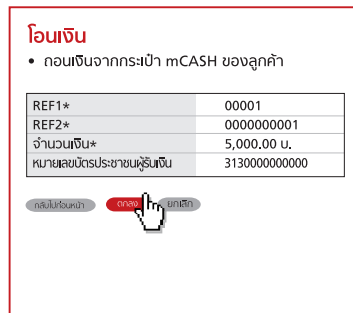 โอนเงิน
• ถอนเงินจากกระเป๋า mCASH ของลูกค้า
REF1* 00001
REF2* 0000000001
จำนวนเงิน* 5,000.00 บ.
หมายเลขบัตรประชาชนผู้รับเงิน 3130000000000
กลับไปก่อนหน้า ตกลง ยกเลิก